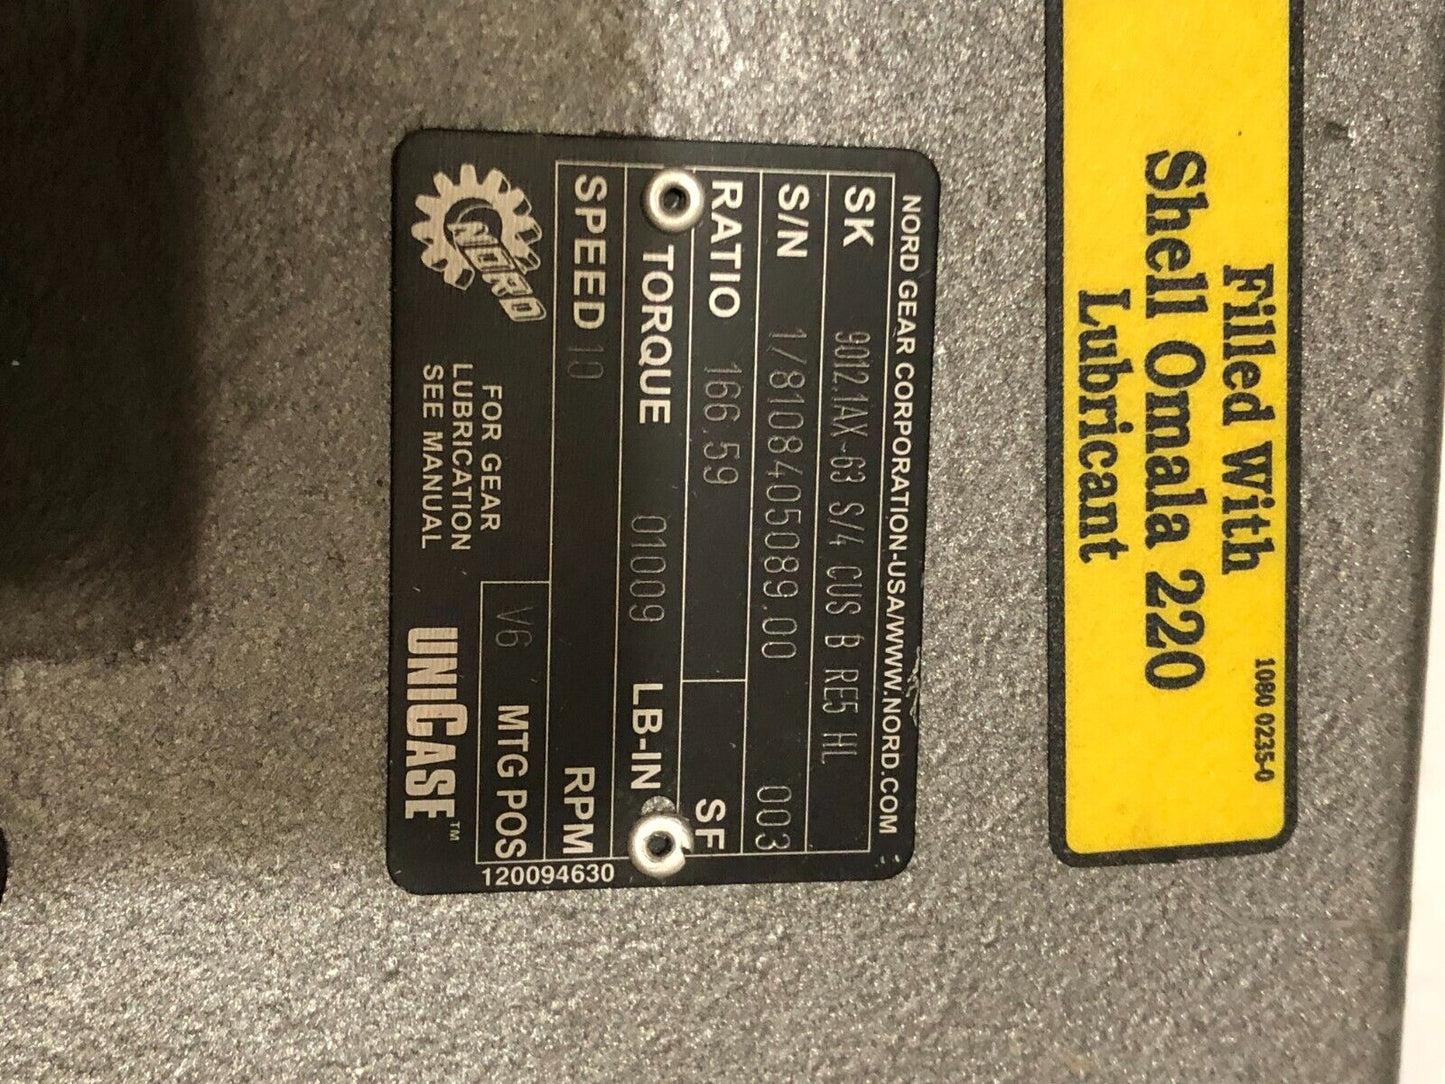 Filled With
Shell Omala 220
Lubricant
1080 0235-0
NORD GEAR CORPORATION-USA/WWW.NORD.COM
SK 9012.1AX-63 S/4 CUS B RE5 HL
S/N 1/8108405089.00 003
RATIO 166.59 SF
TORQUE 01009 LB-IN
SPEED 10 RPM
V6 MTG POS
NORD
FOR GEAR
LUBRICATION
SEE MANUAL
UNICASE™
120094630